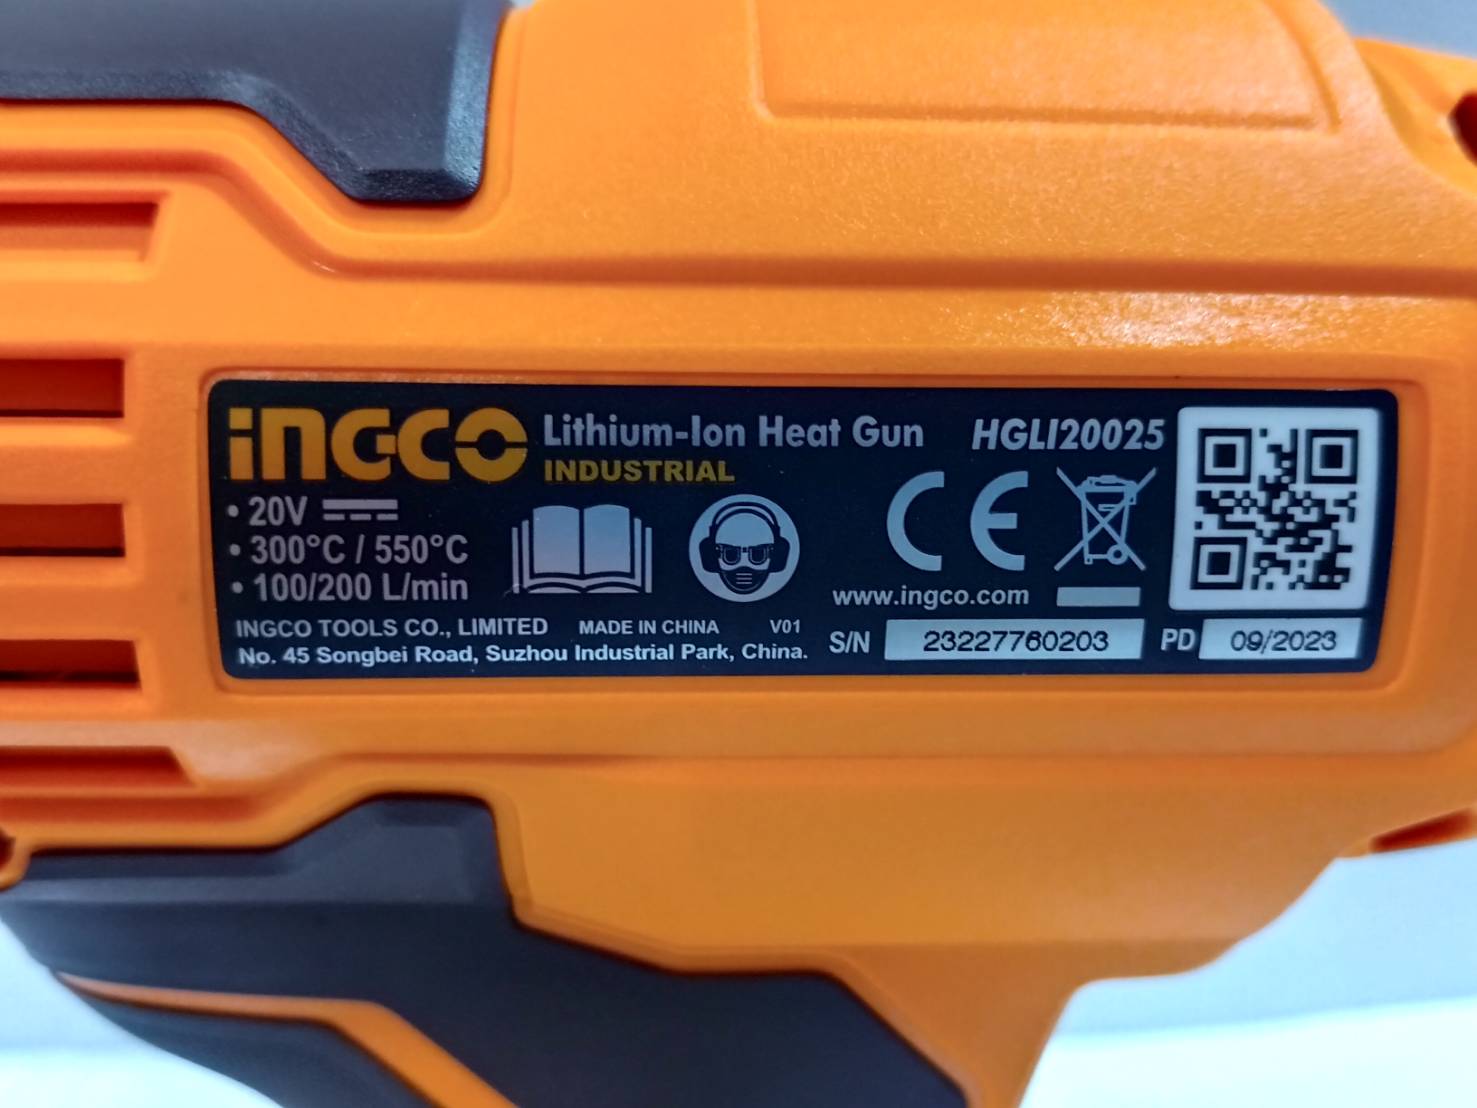 INGCO Lithium-Ion Heat Gun HGLI20025
INDUSTRIAL
• 20V
• 300°C / 550°C
• 100/200 L/min
CE
www.ingco.com
INGCO TOOLS CO., LIMITED MADE IN CHINA V01
No. 45 Songbei Road, Suzhou Industrial Park, China.
S/N 23227760203 PD 09/2023